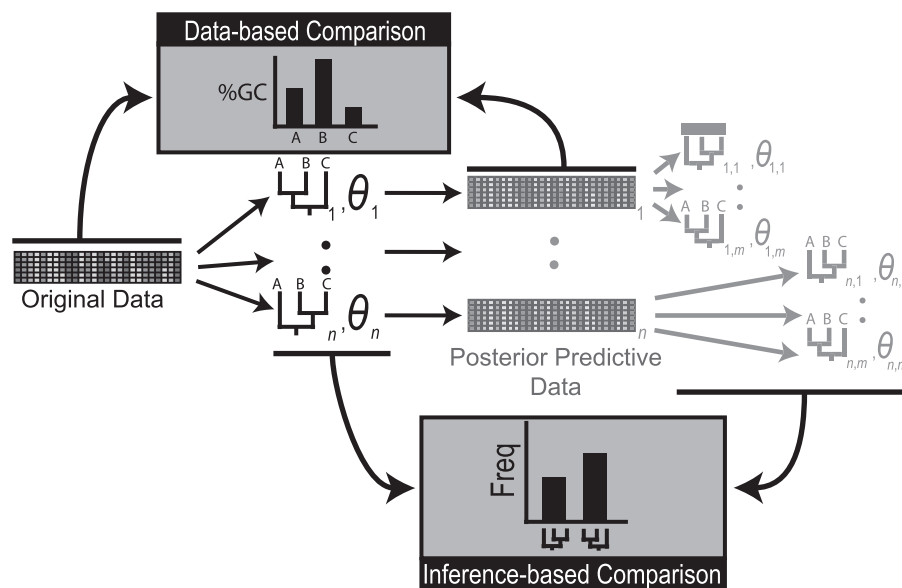 Data-based Comparison
%GC
A B C
A B C
1,θ1
1
1,1,θ1,1
A B C
1,m,θ1,m
Original Data
A B C
n,θn
n
Posterior Predictive
Data
A B C
n,1,θn,
A B C
n,m,θn,
Freq
Inference-based Comparison